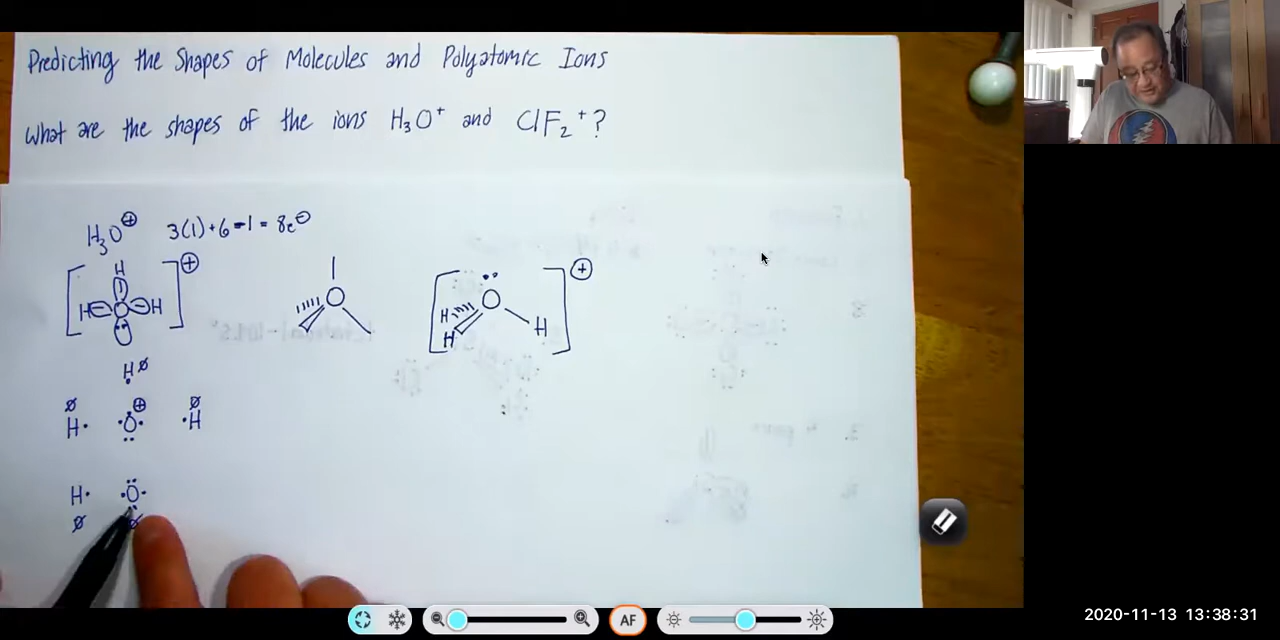 Predicting the Shapes of Molecules and Polyatomic Ions
What are the shapes of the ions H₃O⁺ and ClF₂⁺?
H₃O⊕ 3(1)+6-1=8e⊖
H
H O H ⊕
O
O ⊕
H H
H ∅
∅ ⊕ ∅
H· ·O· ·H
H· ·O·
∅ ∅
AF
2020-11-13 13:38:31